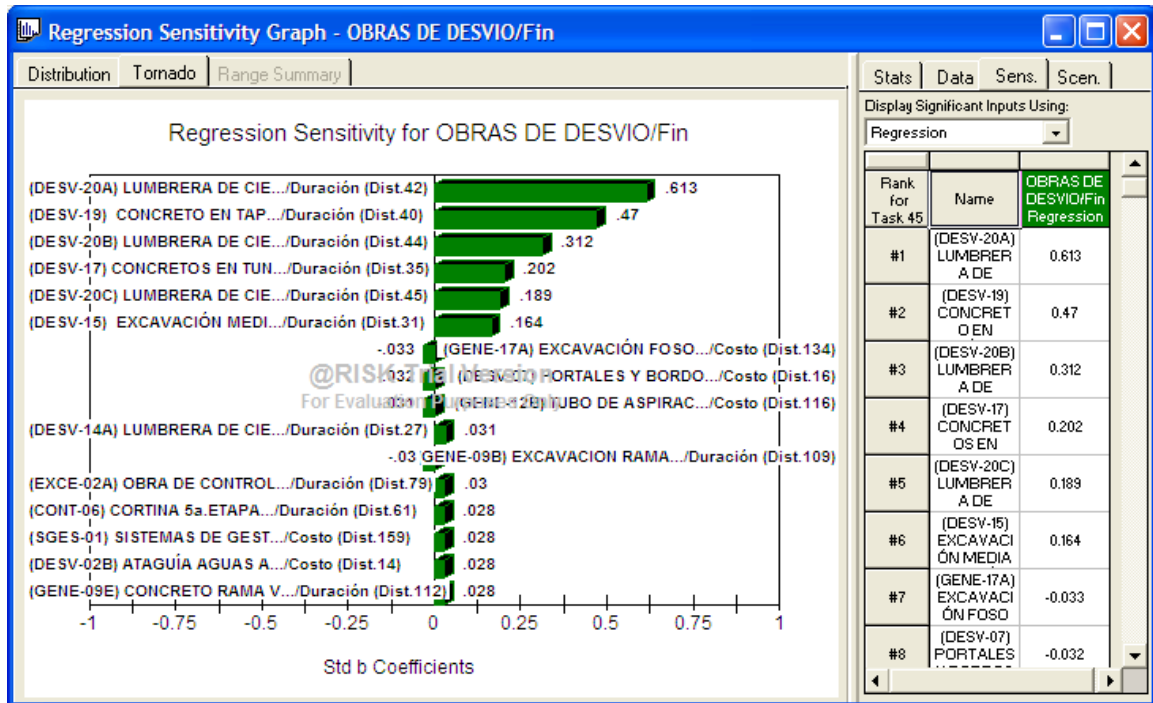 Regression Sensitivity Graph - OBRAS DE DESVIO/Fin
Distribution Tornado Range Summary
Regression Sensitivity for OBRAS DE DESVIO/Fin
(DESV-20A) LUMBRERA DE CIE.../Duración (Dist.42) .613
(DESV-19) CONCRETO EN TAP.../Duración (Dist.40) .47
(DESV-20B) LUMBRERA DE CIE.../Duración (Dist.44) .312
(DESV-17) CONCRETOS EN TUN.../Duración (Dist.35) .202
(DESV-20C) LUMBRERA DE CIE.../Duración (Dist.45) .189
(DESV-15) EXCAVACIÓN MEDI.../Duración (Dist.31) .164
-.033 (GENE-17A) EXCAVACIÓN FOSO.../Costo (Dist.134)
-.032 (DESV-07) PORTALES Y BORDO.../Costo (Dist.16)
@RISK Trial Version
(GENE-12B) TUBO DE ASPIRAC.../Costo (Dist.116)
For Evaluation Purposes Only
(DESV-14A) LUMBRERA DE CIE.../Duración (Dist.27) .031
-.03 GENE-09B) EXCAVACION RAMA.../Duración (Dist.109)
(EXCE-02A) OBRA DE CONTROL.../Duración (Dist.79) .03
(CONT-06) CORTINA 5a.ETAPA.../Duración (Dist.61) .028
(SGES-01) SISTEMAS DE GEST.../Costo (Dist.159) .028
(DESV-02B) ATAGUÍA AGUAS A.../Costo (Dist.14) .028
(GENE-09E) CONCRETO RAMA V.../Duración (Dist.112) .028
-1 -0.75 -0.5 -0.25 0 0.25 0.5 0.75 1
Std b Coefficients
Stats Data Sens. Scen.
Display Significant Inputs Using:
Regression
Rank for Task 45 Name OBRAS DE DESVIO/Fin Regression
#1 (DESV-20A) LUMBRER A DE 0.613
#2 (DESV-19) CONCRET O EN 0.47
#3 (DESV-20B) LUMBRER A DE 0.312
#4 (DESV-17) CONCRET OS EN 0.202
#5 (DESV-20C) LUMBRER A DE 0.189
#6 (DESV-15) EXCAVACI ÓN MEDIA 0.164
#7 (GENE-17A) EXCAVACI ÓN FOSO -0.033
#8 (DESV-07) PORTALES -0.032